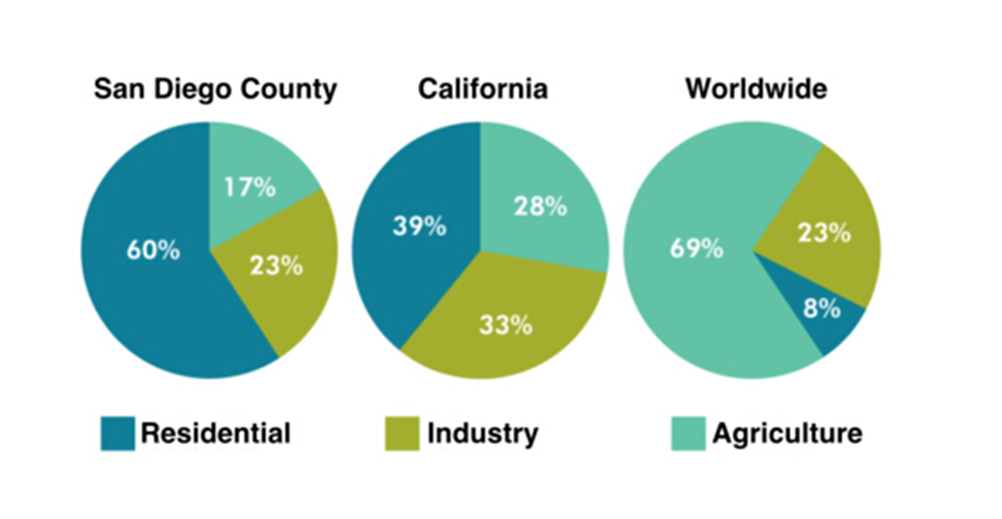 San Diego County
California
Worldwide
17%
60%
23%
28%
39%
33%
69%
23%
8%
Residential
Industry
Agriculture